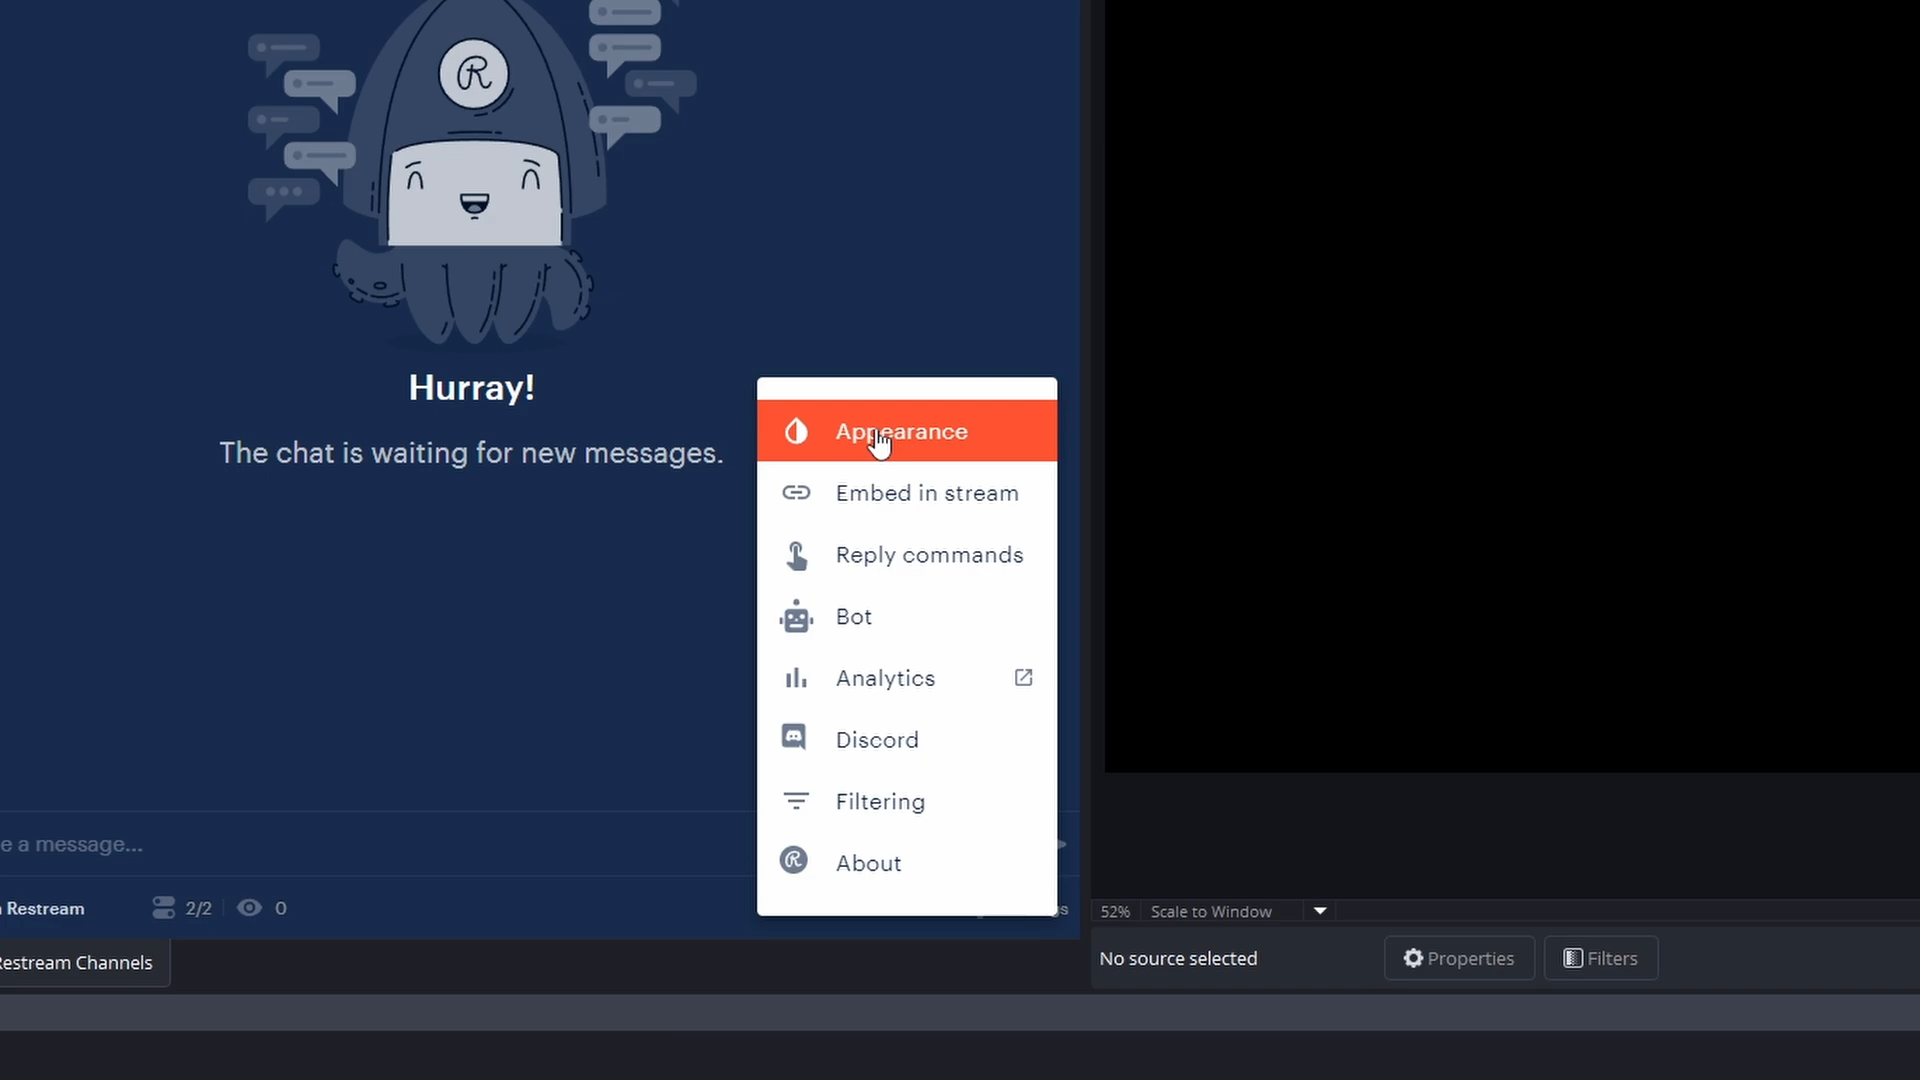 R
Hurray!
The chat is waiting for new messages.
Appearance
Embed in stream
Reply commands
Bot
Analytics
Discord
Filtering
R
About
e a message...
Restream
2/2
0
gs
Restream Channels
52%
Scale to Window
No source selected
Properties
Filters